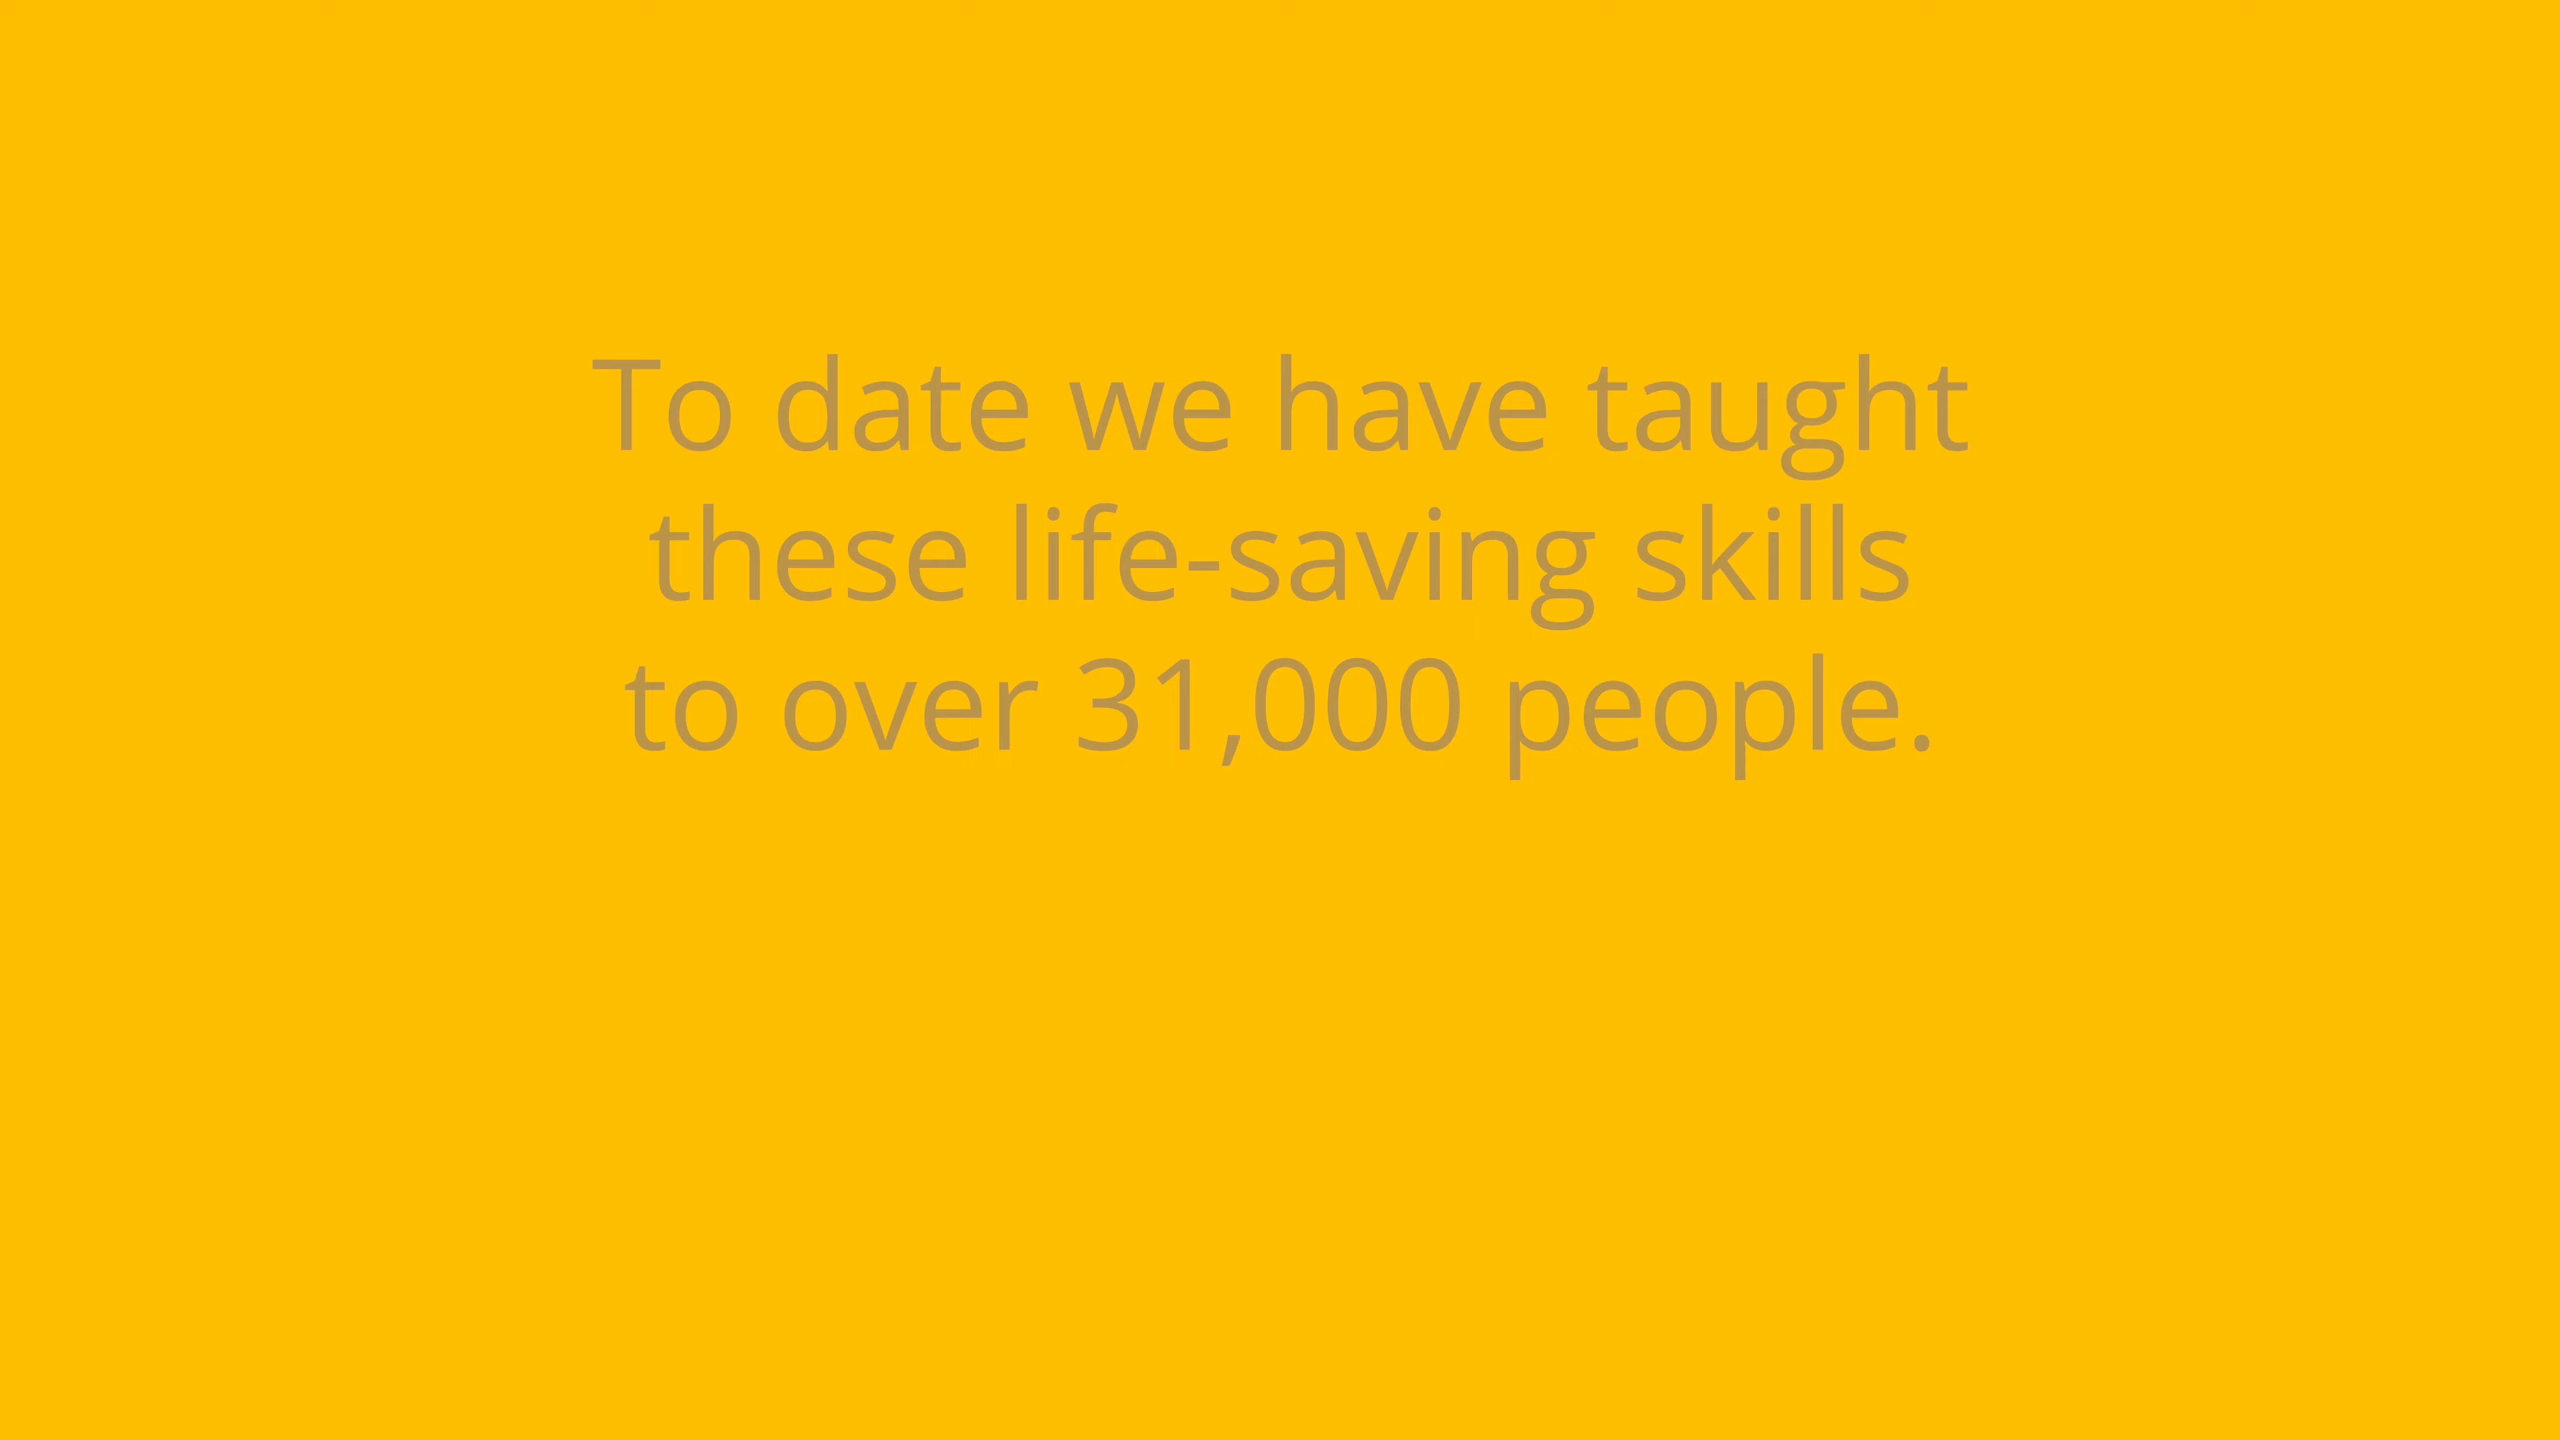 To date we have taught
these life-saving skills
to over 31,000 people.